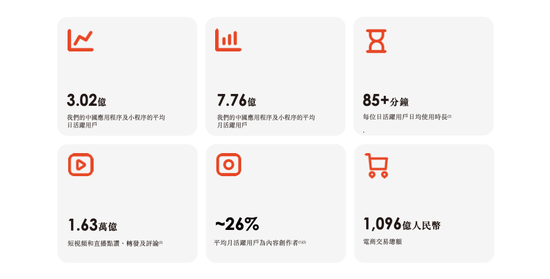 3.02億
我們的中國應用程序及小程序的平均
日活躍用戶
7.76億
我們的中國應用程序及小程序的平均
月活躍用戶
85+分鐘
每位日活躍用戶日均使用時長
1.63萬億
短視頻和直播點讚、轉發及評論
~26%
平均月活躍用戶為內容創作者
1,096億人民幣
電商交易總額